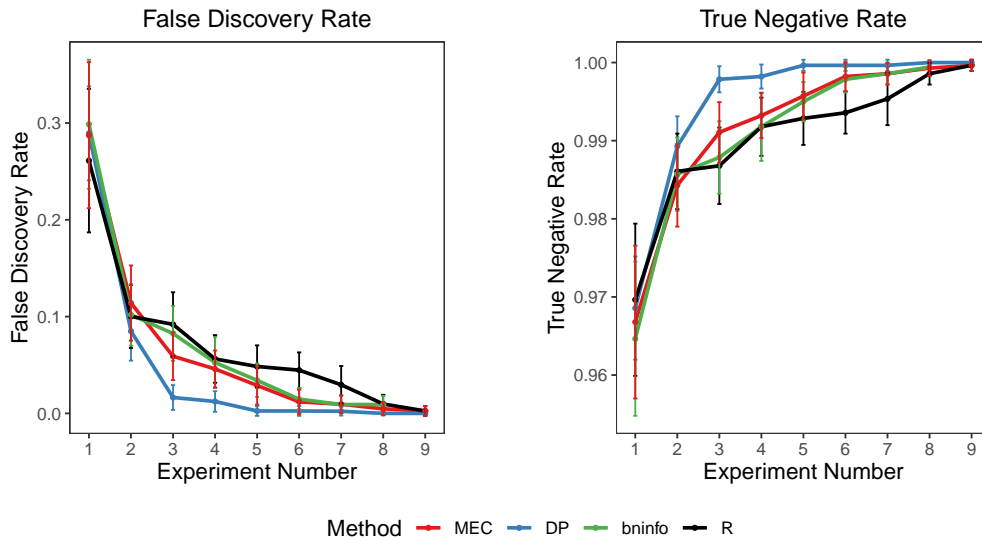 False Discovery Rate
True Negative Rate
False Discovery Rate
0.3
0.2
0.1
0.0
1 2 3 4 5 6 7 8 9
Experiment Number
True Negative Rate
1.00
0.99
0.98
0.97
0.96
1 2 3 4 5 6 7 8 9
Experiment Number
Method MEC DP bninfo R